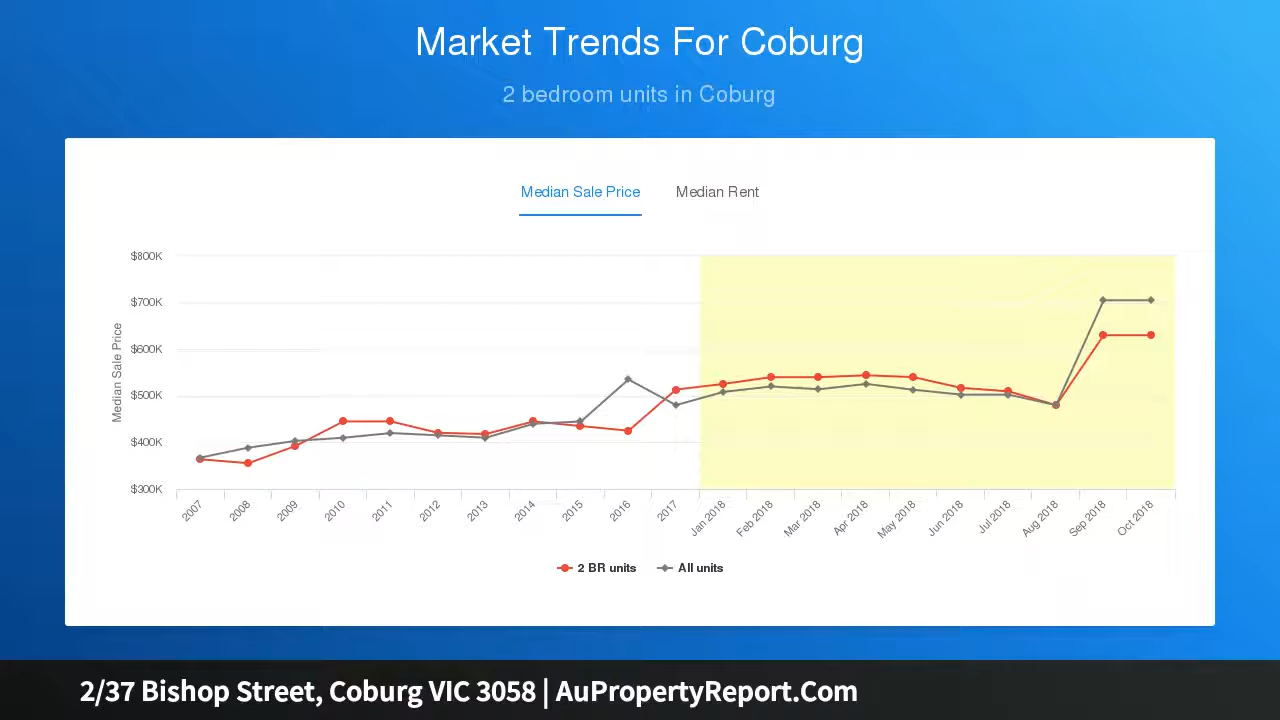 Market Trends For Coburg
2 bedroom units in Coburg
Median Sale Price Median Rent
$800K
$700K
$600K
$500K
$400K
$300K
Median Sale Price
2007 2008 2009 2010 2011 2012 2013 2014 2015 2016 2017 Jan 2018 Feb 2018 Mar 2018 Apr 2018 May 2018 Jun 2018 Jul 2018 Aug 2018 Sep 2018 Oct 2018
2 BR units All units
2/37 Bishop Street, Coburg VIC 3058 | AuPropertyReport.Com